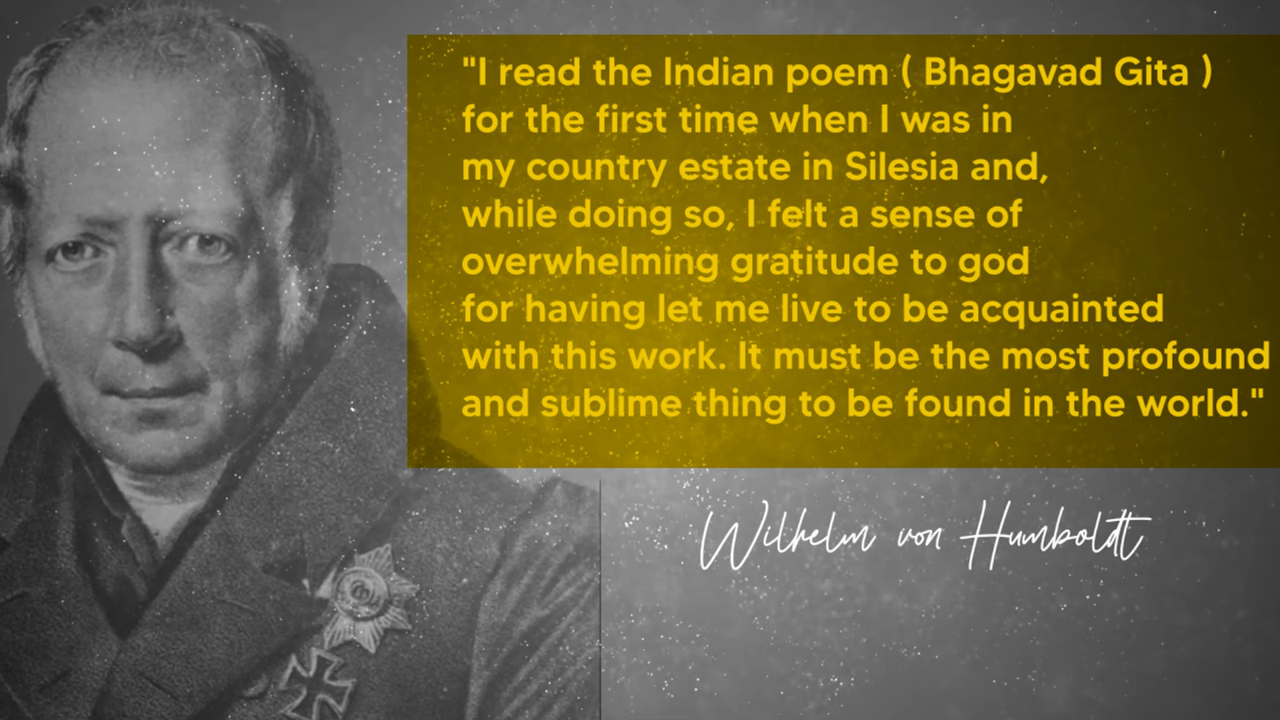 "I read the Indian poem ( Bhagavad Gita )
for the first time when I was in
my country estate in Silesia and,
while doing so, I felt a sense of
overwhelming gratitude to god
for having let me live to be acquainted
with this work. It must be the most profound
and sublime thing to be found in the world."
Wilhelm von Humboldt